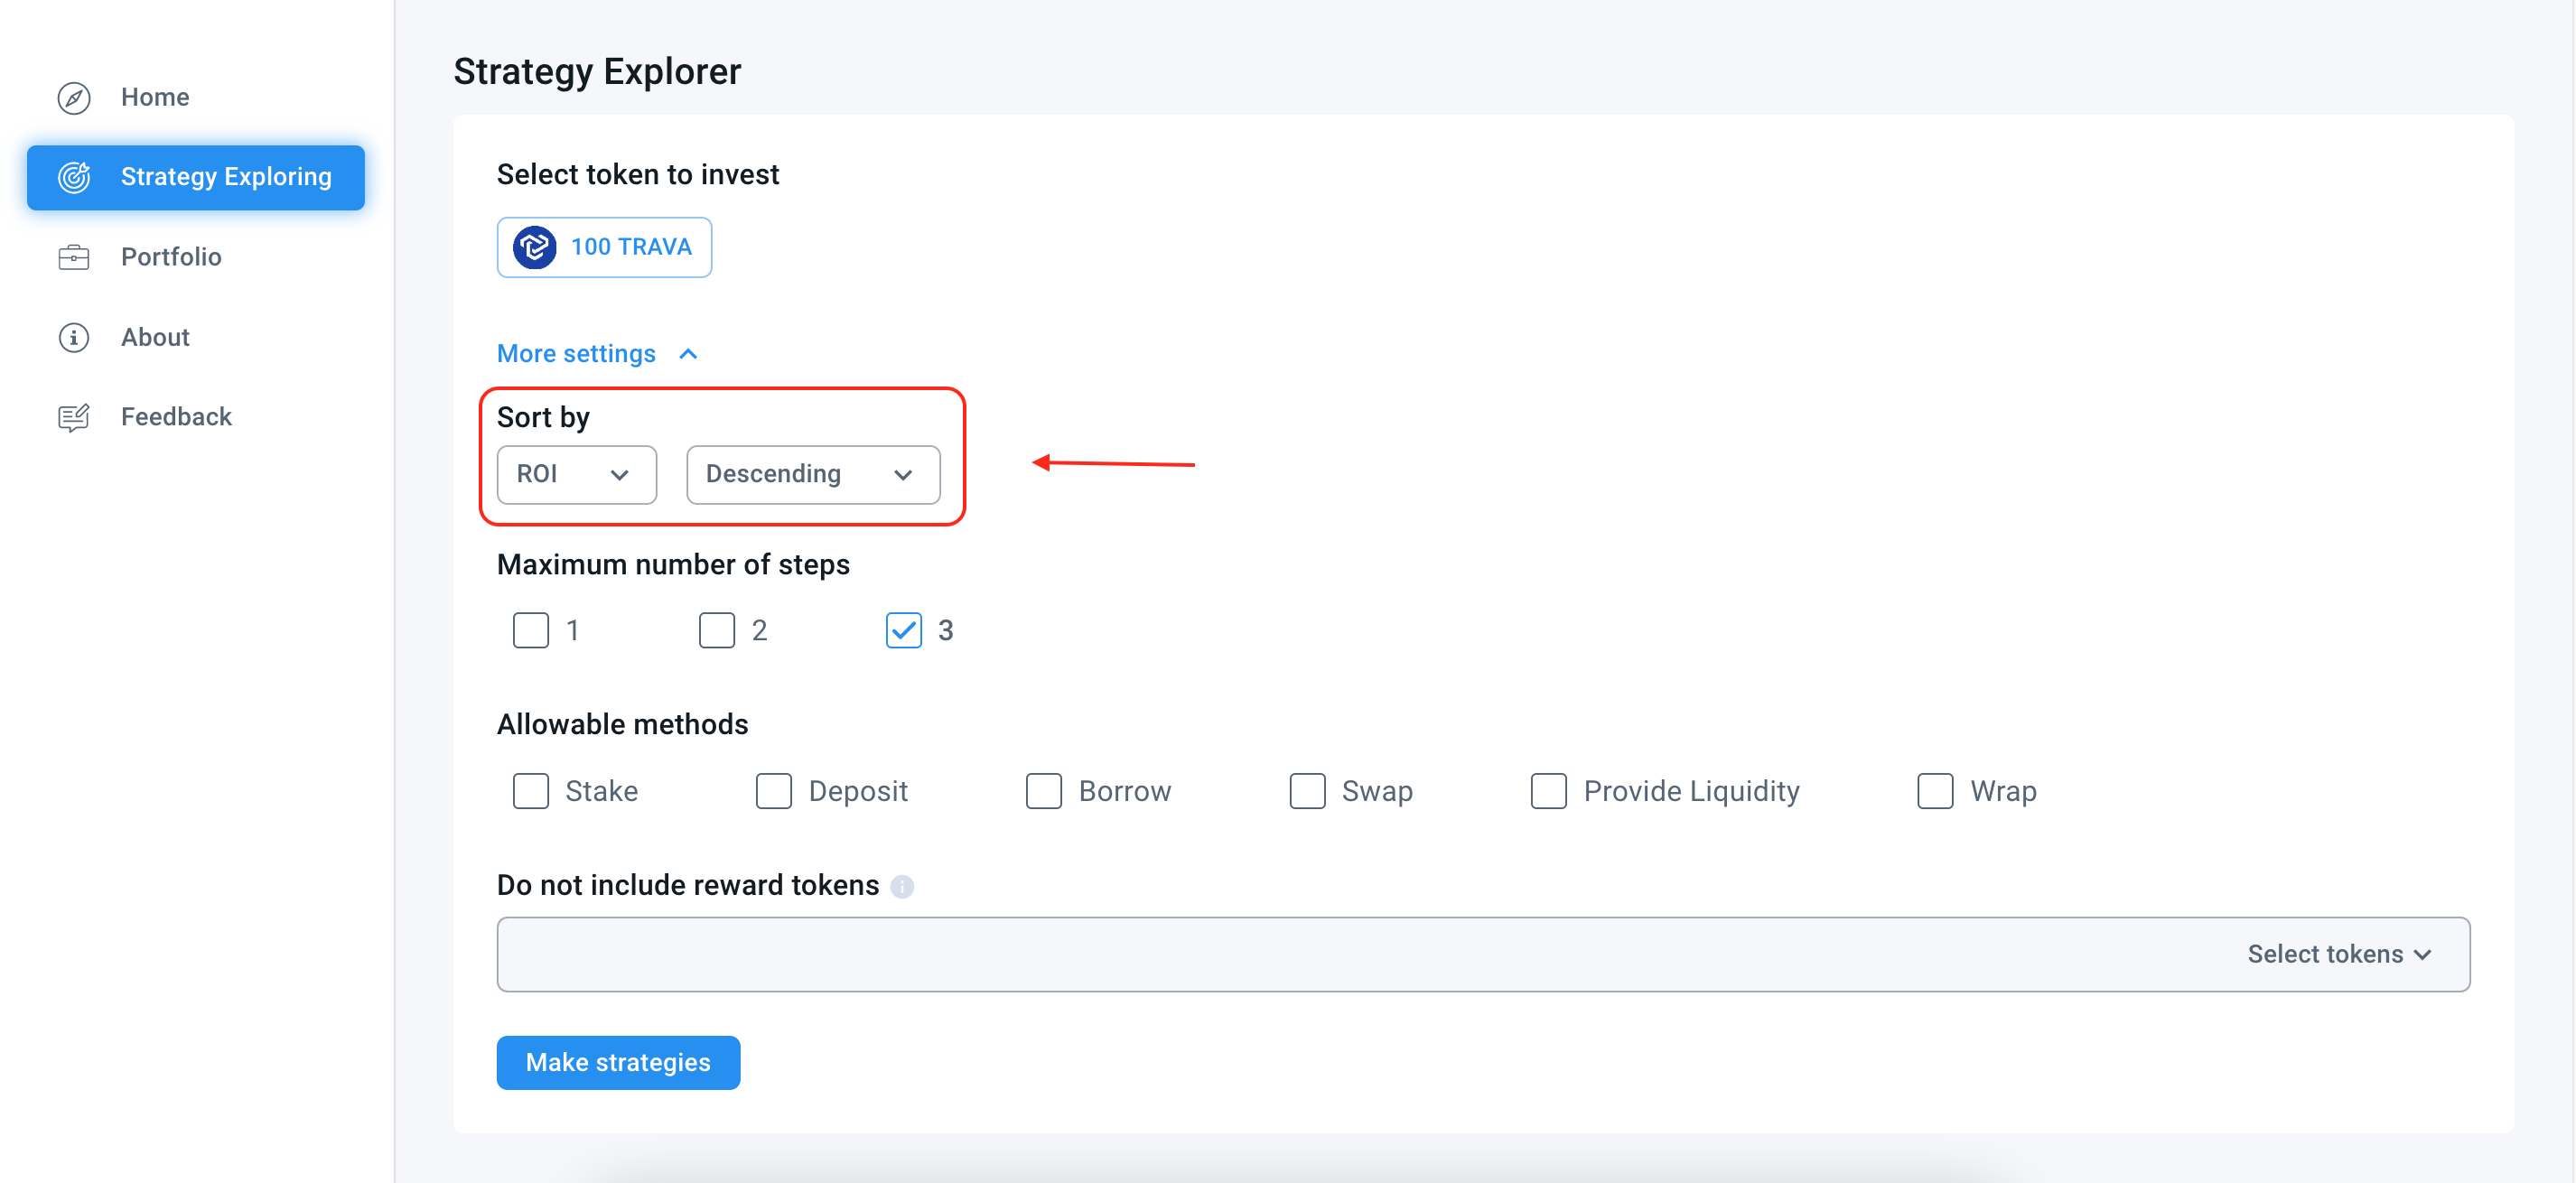 Home
Strategy Exploring
Portfolio
About
Feedback
Strategy Explorer
Select token to invest
100 TRAVA
More settings
Sort by
ROI Descending
Maximum number of steps
1 2 3
Allowable methods
Stake Deposit Borrow Swap Provide Liquidity Wrap
Do not include reward tokens
Select tokens
Make strategies